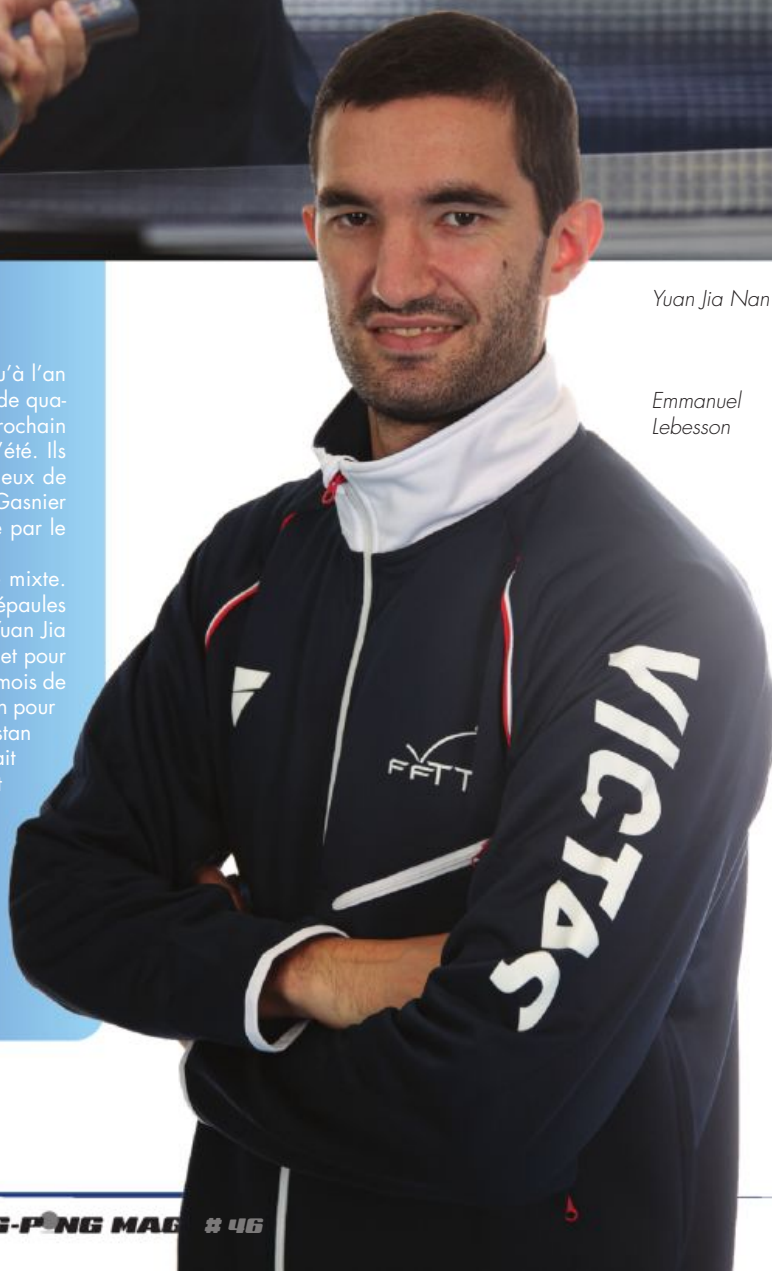 Yuan Jia Nan
Emmanuel
Lebesson
u'à l'an
de qua-
rochain
'été. Ils
eux de
Gasnier
é par le
mixte.
épaules
Yuan Jia
et pour
mois de
n pour
stan
ait
t
FFTT
VICTAS
G-PING MAG # 46